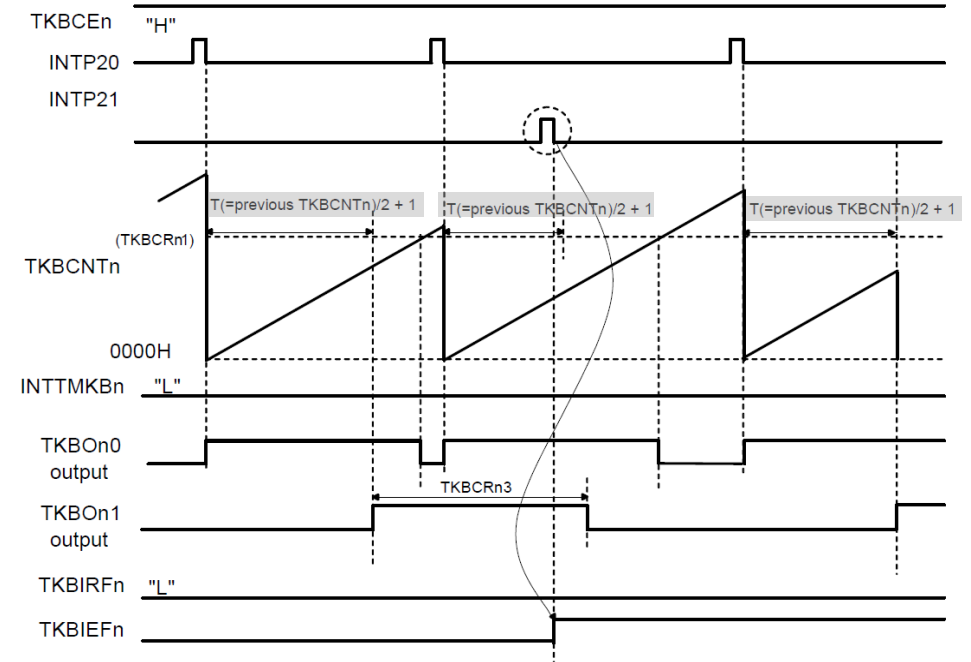 TKBCEn "H"
INTP20
INTP21
T(=previous TKBCNTn)/2 + 1
T(=previous TKBCNTn)/2 + 1
T(=previous TKBCNTn)/2 + 1
(TKBCRn1)
TKBCNTn
0000H
INTTMKBn "L"
TKBOn0
output
TKBCRn3
TKBOn1
output
TKBIRFn "L"
TKBIEFn